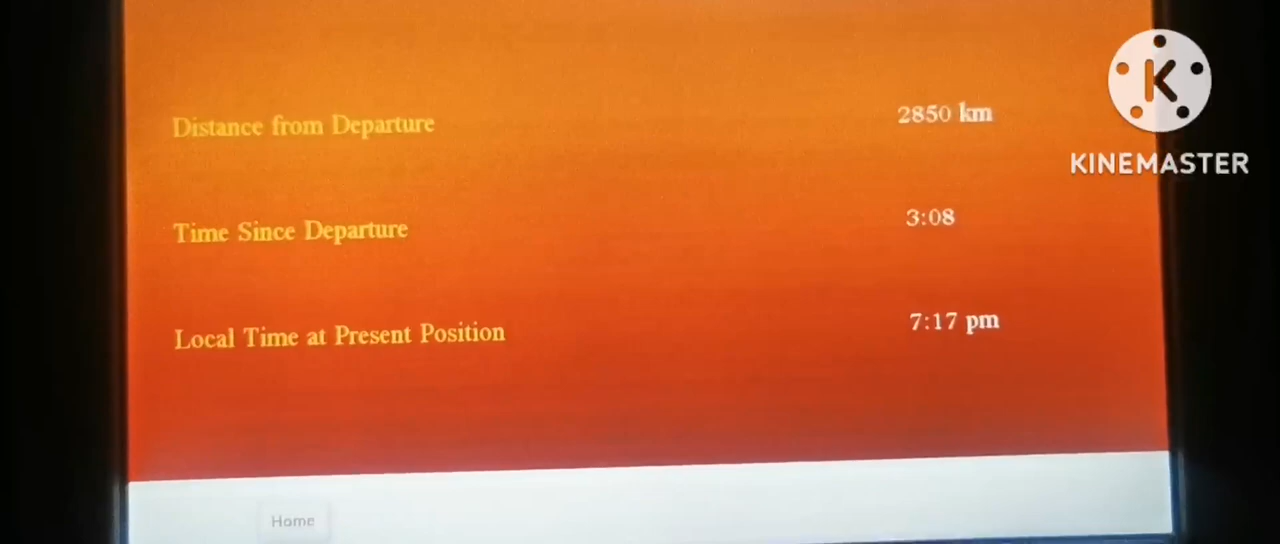 Distance from Departure 2850 km
Time Since Departure 3:08
Local Time at Present Position 7:17 pm
Home
K
KINEMASTER